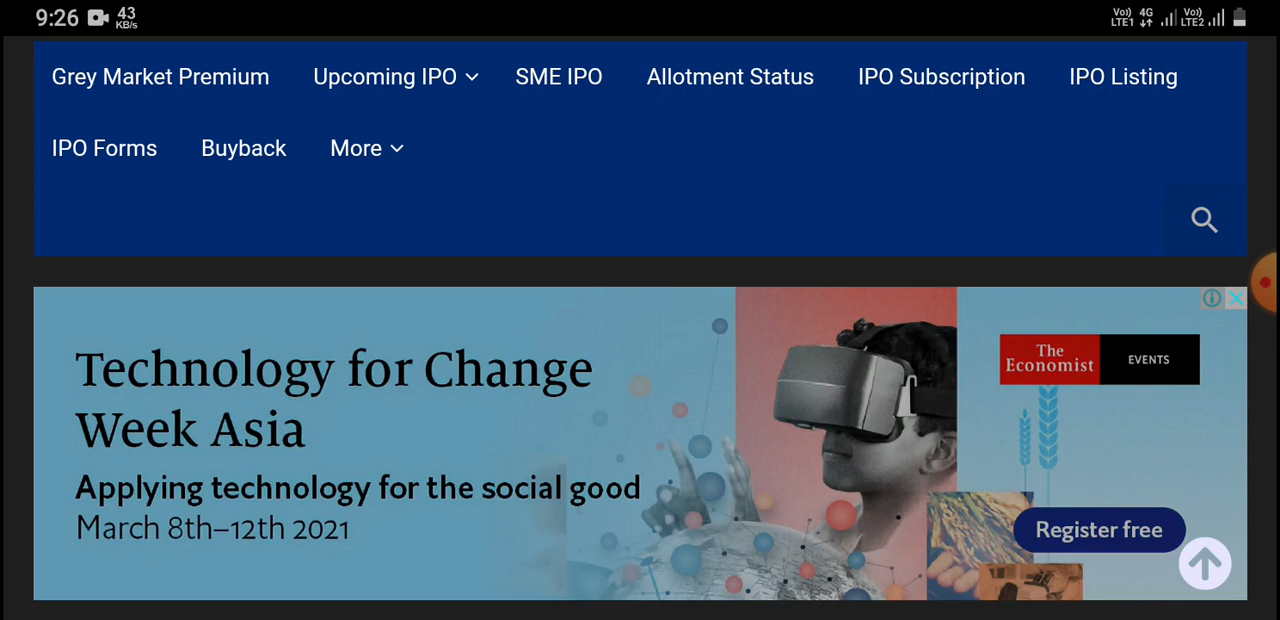 9:26 43 KB/s Vo)) LTE1 4G Vo)) LTE2
Grey Market Premium Upcoming IPO SME IPO Allotment Status IPO Subscription IPO Listing
IPO Forms Buyback More
Technology for Change
Week Asia
Applying technology for the social good
March 8th–12th 2021
The
Economist
EVENTS
Register free